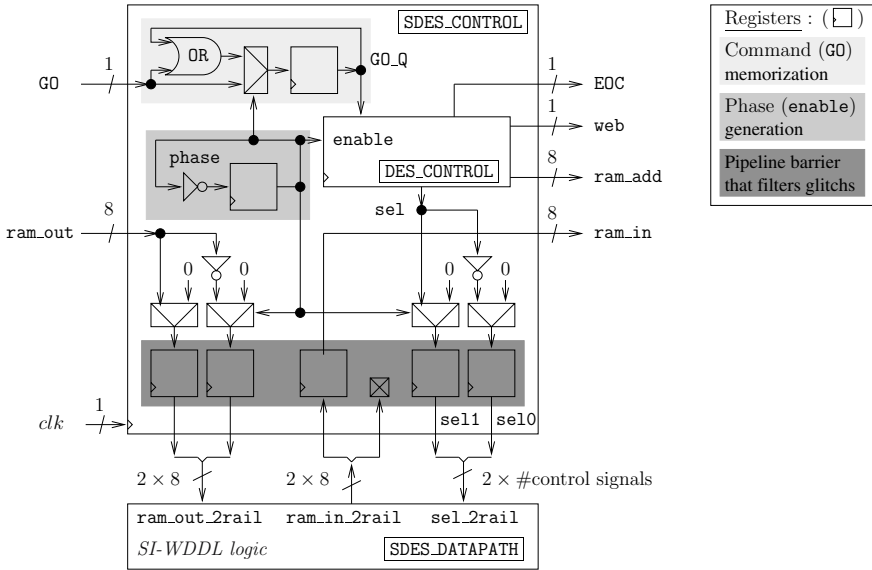 SDES_CONTROL
Registers : ( )
OR
GO_Q
Command (GO)
memorization
GO
1
1
EOC
Phase (enable)
generation
1
web
enable
phase
8
DES_CONTROL
ram_add
Pipeline barrier
that filters glitchs
sel
8
8
ram_out
ram_in
0
0
0
0
clk
1
sel1
sel0
2 × 8
2 × 8
2 × #control signals
ram_out_2rail
ram_in_2rail
sel_2rail
SI-WDDL logic
SDES_DATAPATH